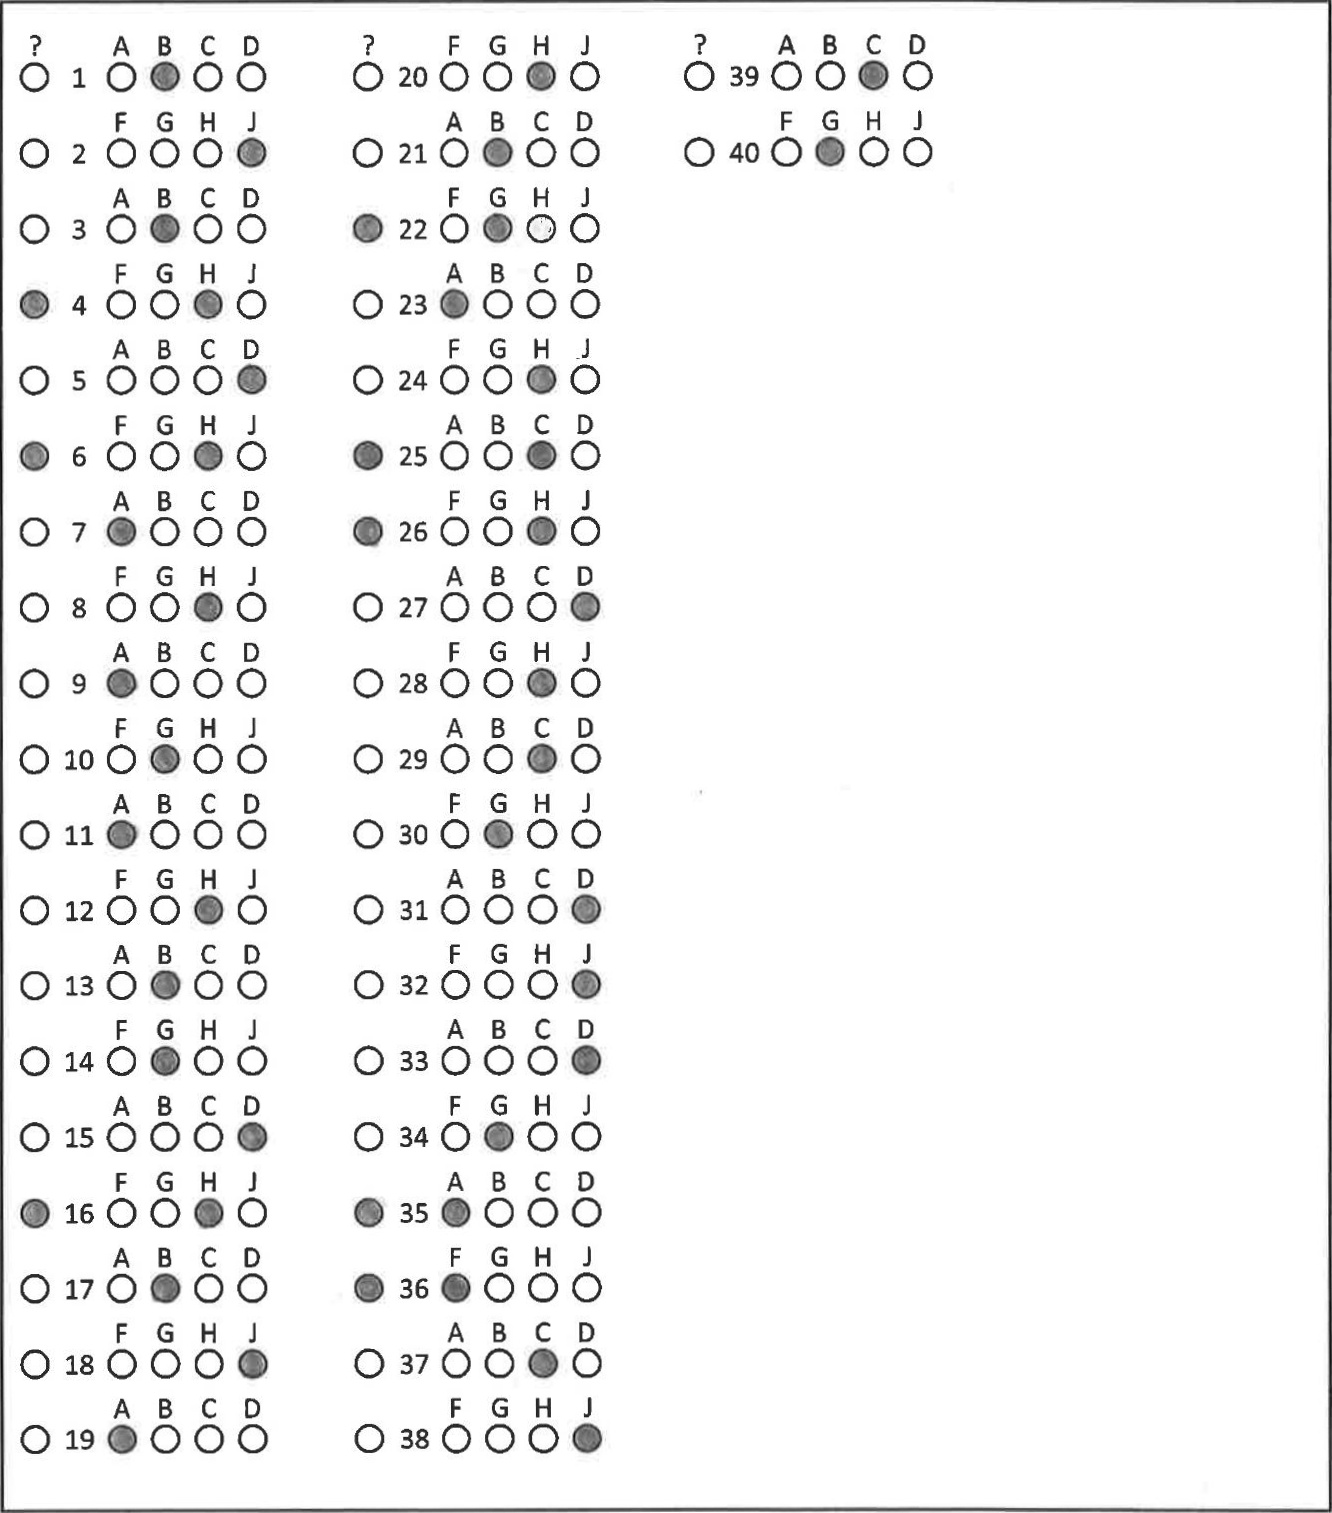 ? A B C D
1
F G H J
2
A B C D
3
F G H J
4
A B C D
5
F G H J
6
A B C D
7
F G H J
8
A B C D
9
F G H J
10
A B C D
11
F G H J
12
A B C D
13
F G H J
14
A B C D
15
F G H J
16
A B C D
17
F G H J
18
A B C D
19
? F G H J
20
A B C D
21
F G H J
22
A B C D
23
F G H J
24
A B C D
25
F G H J
26
A B C D
27
F G H J
28
A B C D
29
F G H J
30
A B C D
31
F G H J
32
A B C D
33
F G H J
34
A B C D
35
F G H J
36
A B C D
37
F G H J
38
? A B C D
39
F G H J
40